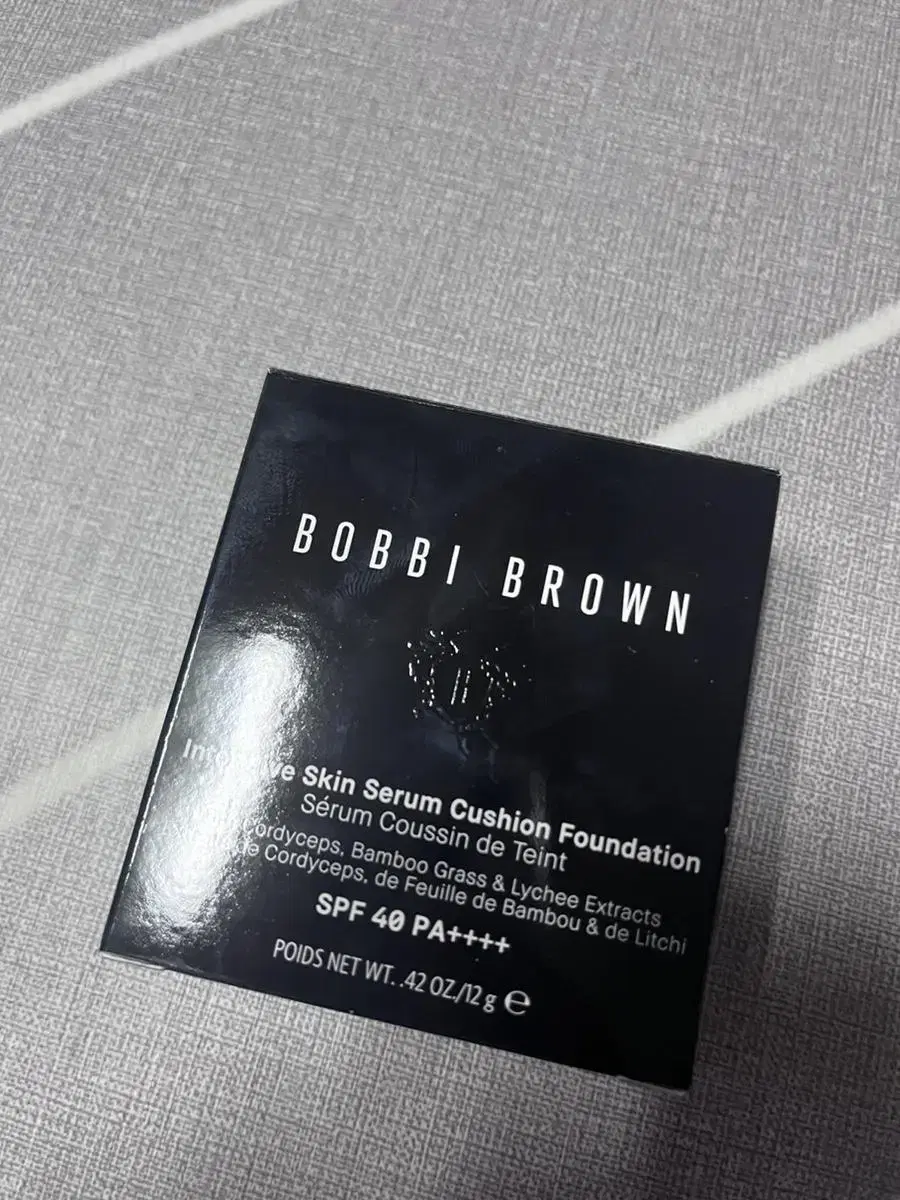 BOBBI BROWN
Skin Serum Cushion Foundation
Sérum Coussin de Teint
Cordyceps, Bamboo Grass & Lychee Extracts
de Cordyceps, de Feuille de Bambou & de Litchi
SPF 40 PA++++
POIDS NET WT. .42 OZ./12 g ℮